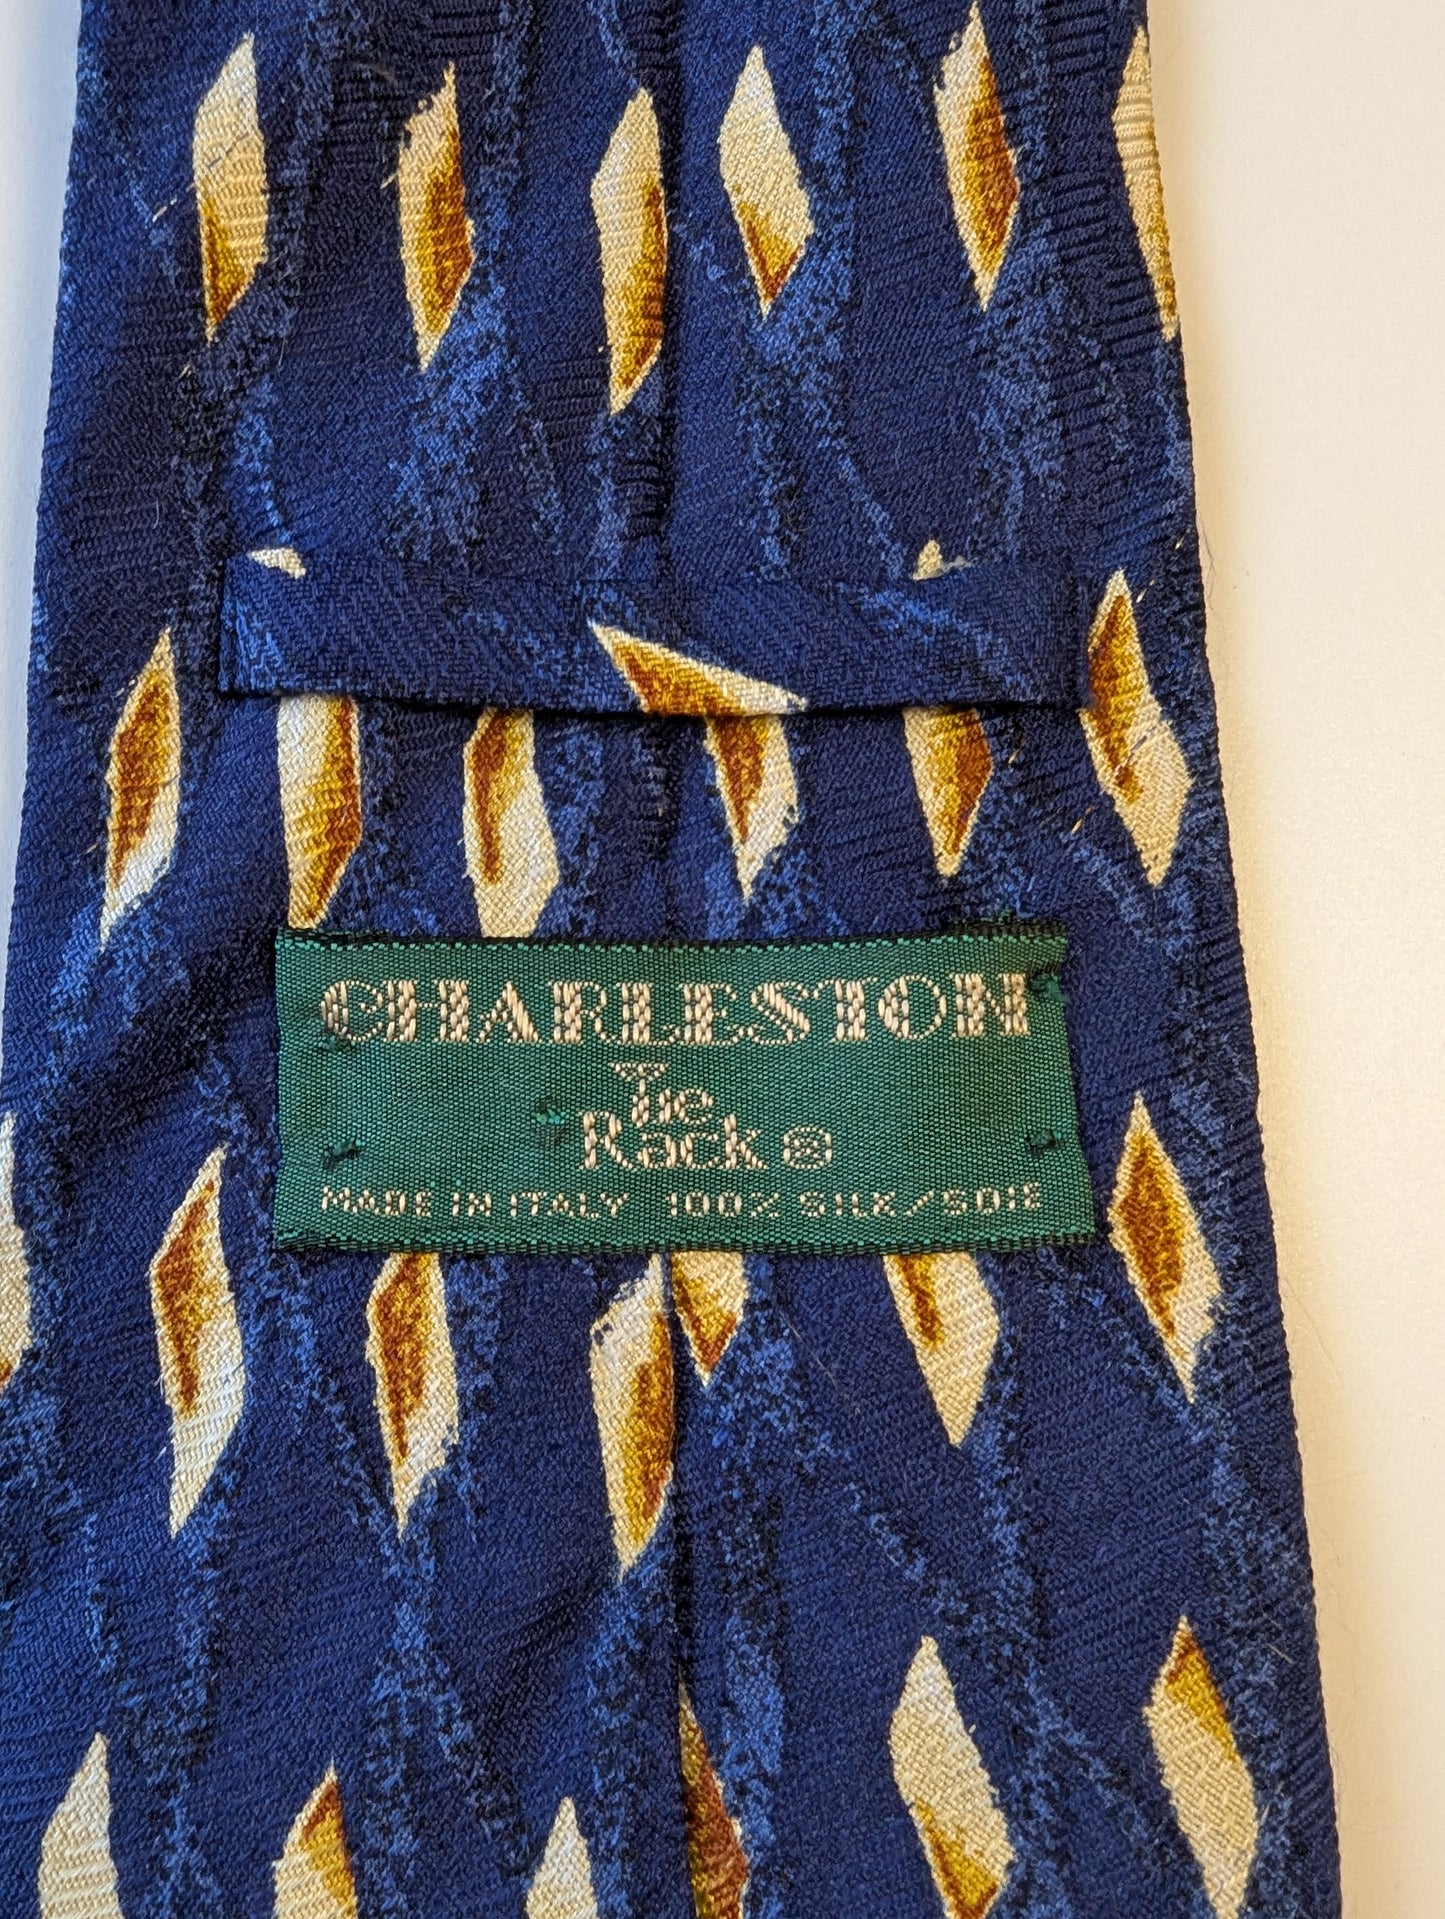 CHARLESTON
Tie
Rack ®
MADE IN ITALY 100% SILK/SOIE